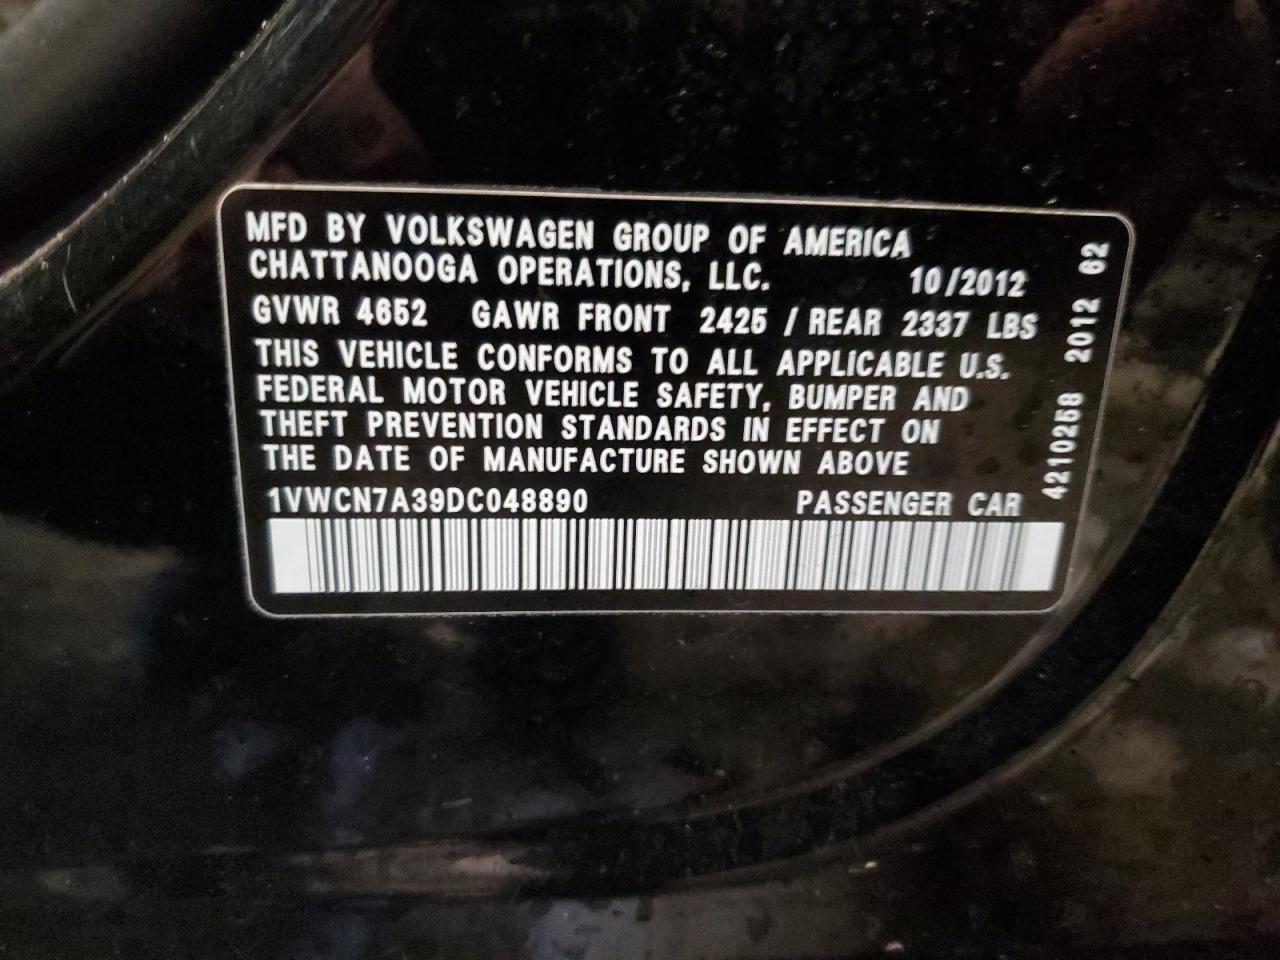 MFD BY VOLKSWAGEN GROUP OF AMERICA
CHATTANOOGA OPERATIONS, LLC. 10/2012
GVWR 4652 GAWR FRONT 2425 / REAR 2337 LBS
THIS VEHICLE CONFORMS TO ALL APPLICABLE U.S.
FEDERAL MOTOR VEHICLE SAFETY, BUMPER AND
THEFT PREVENTION STANDARDS IN EFFECT ON
THE DATE OF MANUFACTURE SHOWN ABOVE
1VWCN7A39DC048890 PASSENGER CAR
4210258 2012 62